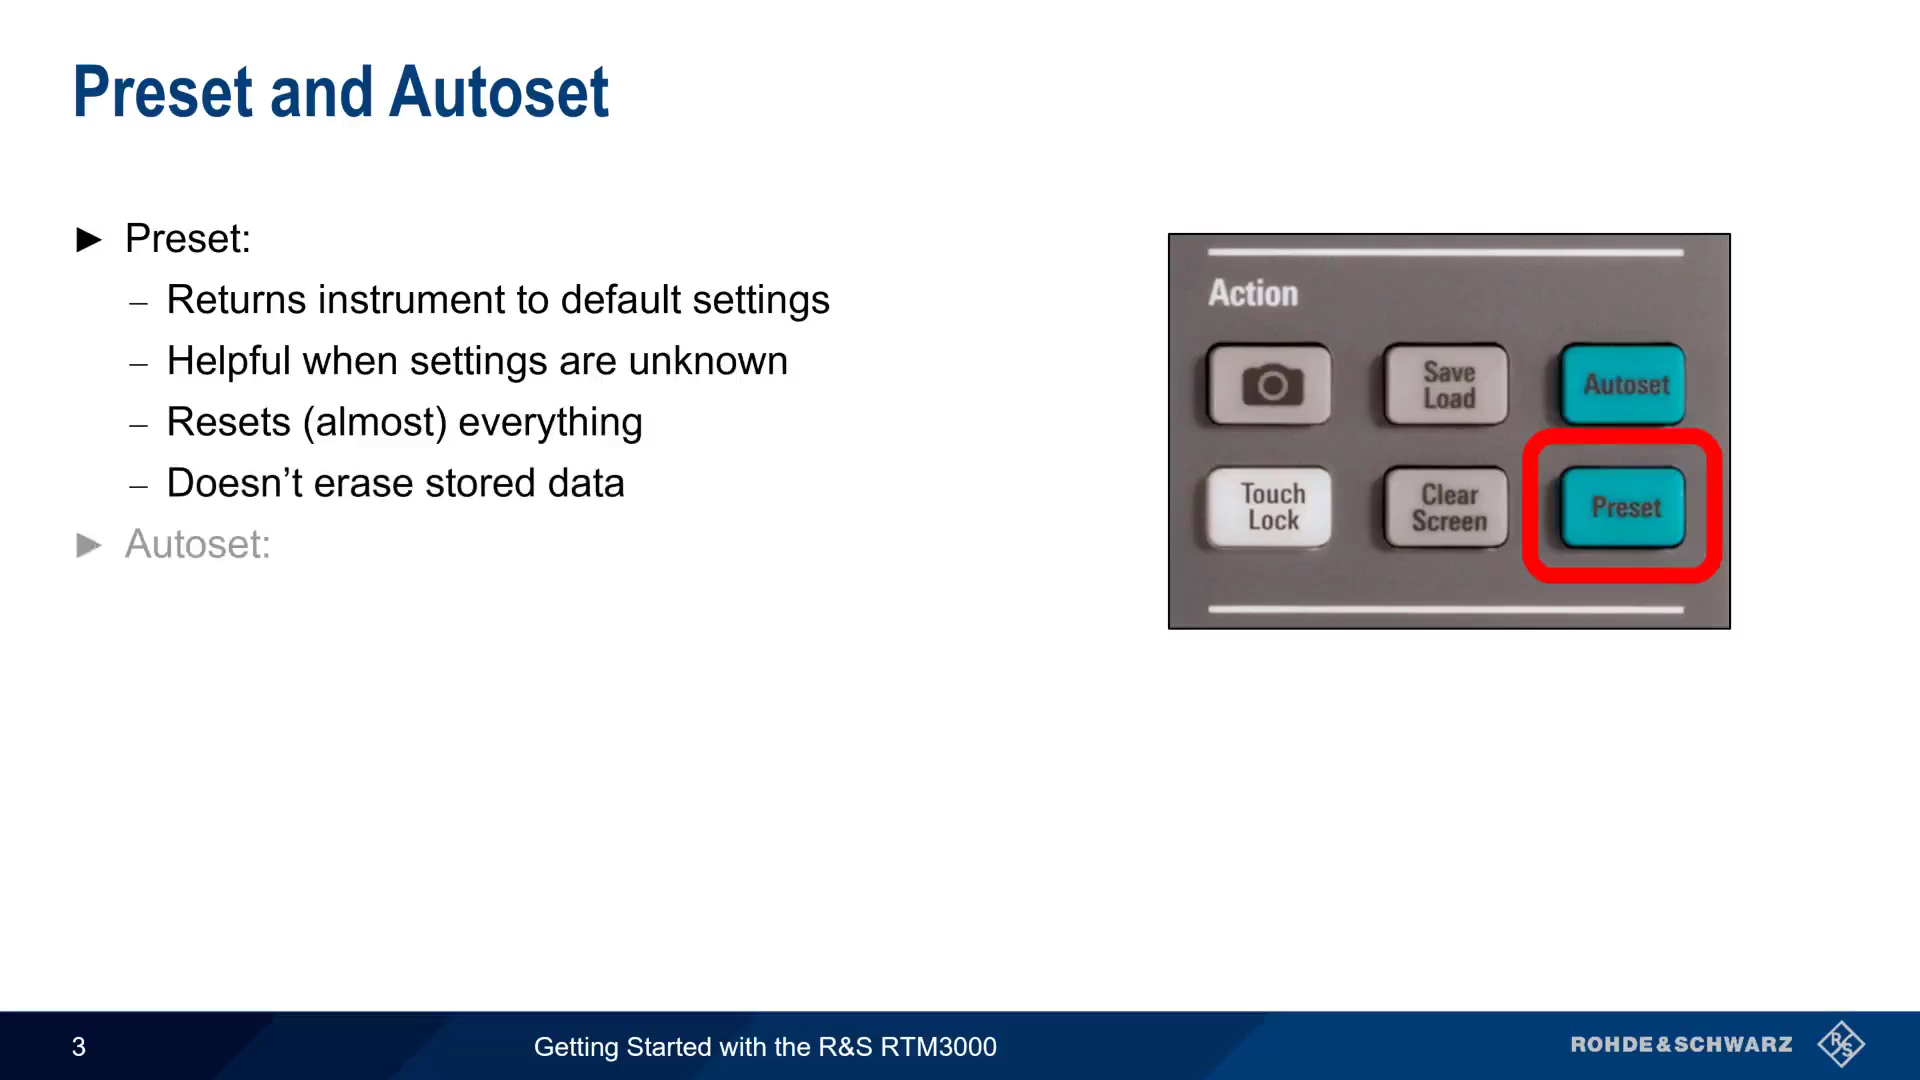 Preset and Autoset
► Preset:
– Returns instrument to default settings
– Helpful when settings are unknown
– Resets (almost) everything
– Doesn’t erase stored data
► Autoset:
Action
Save
Load
Autoset
Touch
Lock
Clear
Screen
Preset
3
Getting Started with the R&S RTM3000
ROHDE&SCHWARZ
R
S